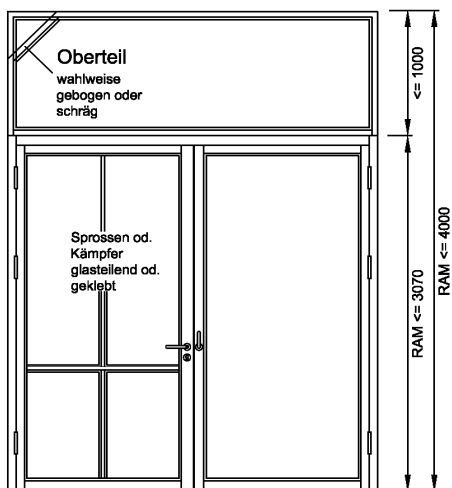 Oberteil
wahlweise
gebogen oder
schräg
<= 1000
Sprossen od.
Kämpfer
glasteilend od.
geklebt
RAM <= 3070
RAM <= 4000